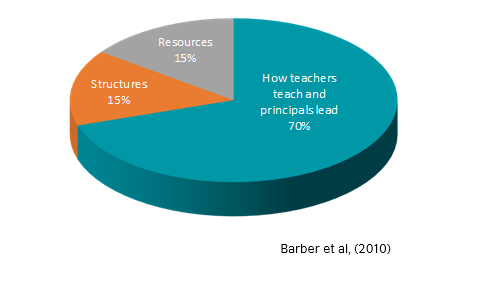 Resources
15%
Structures
15%
How teachers
teach and
principals lead
70%
Barber et al, (2010)